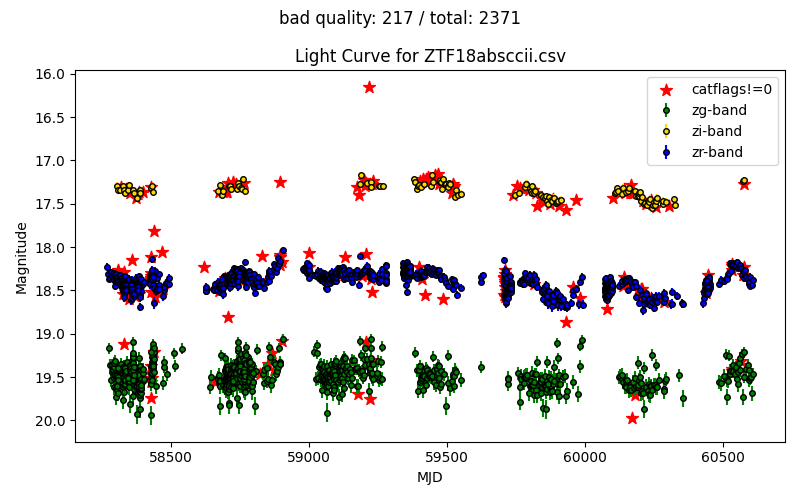 bad quality: 217 / total: 2371
Light Curve for ZTF18absccii.csv
catflags!=0
zg-band
zi-band
zr-band
16.0
16.5
17.0
17.5
18.0
18.5
19.0
19.5
20.0
Magnitude
58500
59000
59500
60000
60500
MJD